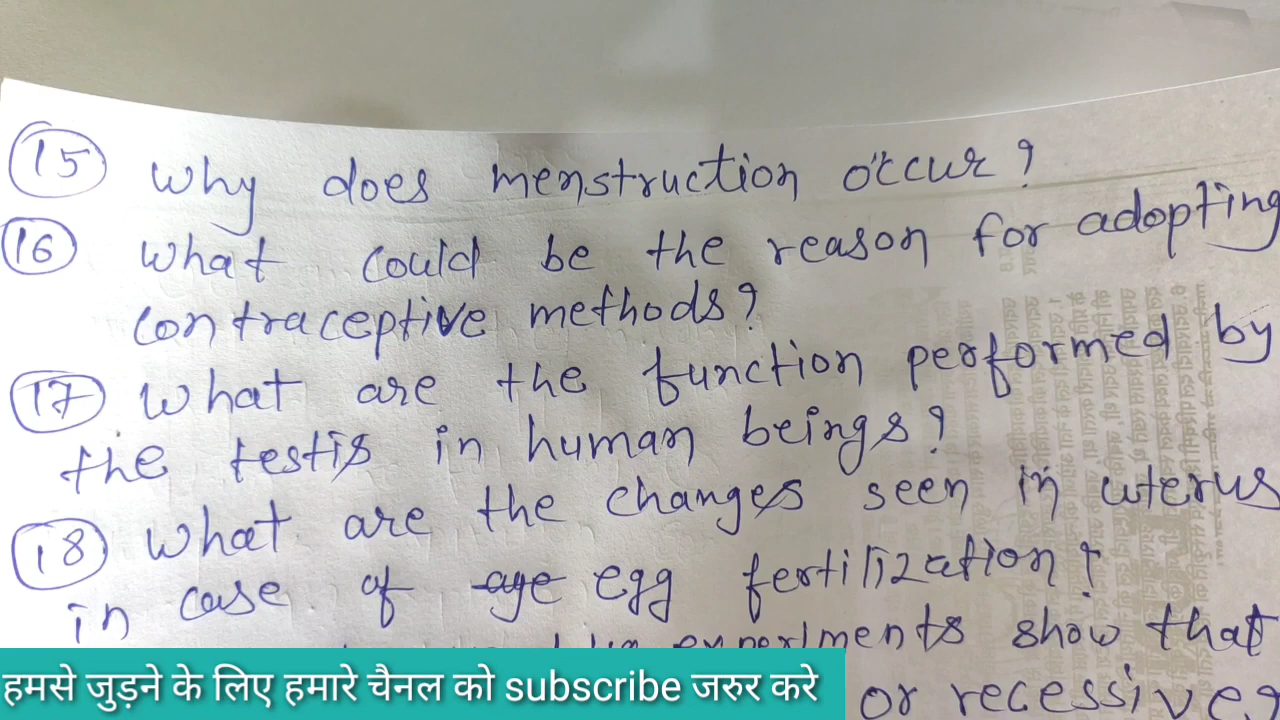 15 Why does menstruation occur?
16 What could be the reason for adopting
contraceptive methods?
17 What are the function performed by
the testis in human beings?
18 What are the changes seen in uterus
in case of age egg fertilization?
experiments show that
or recessive?
हमसे जुड़ने के लिए हमारे चैनल को subscribe जरुर करे